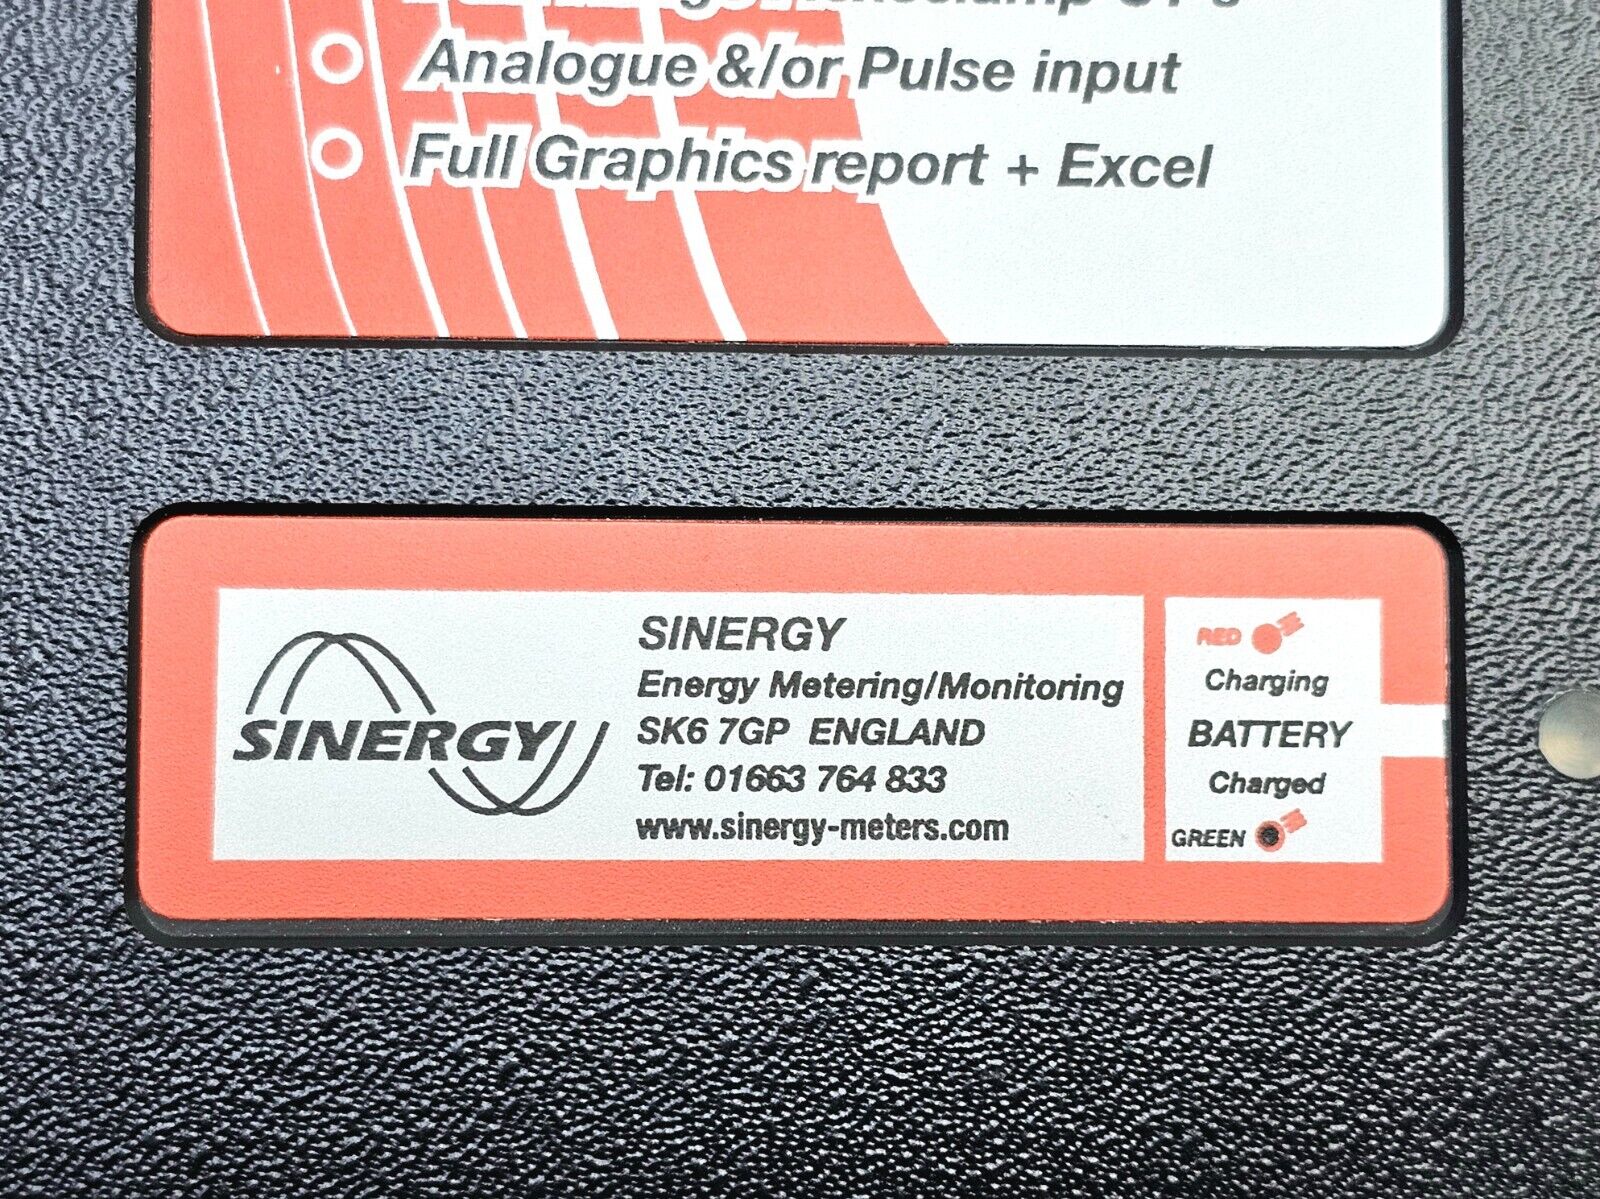 Analogue &/or Pulse input
Full Graphics report + Excel
SINERGY
SINERGY
Energy Metering/Monitoring
SK6 7GP ENGLAND
Tel: 01663 764 833
www.sinergy-meters.com
RED
Charging
BATTERY
Charged
GREEN